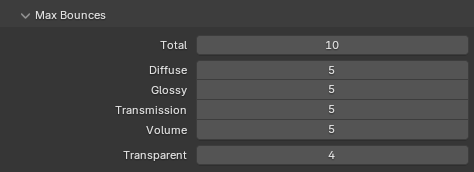 Max Bounces
Total 10
Diffuse 5
Glossy 5
Transmission 5
Volume 5
Transparent 4